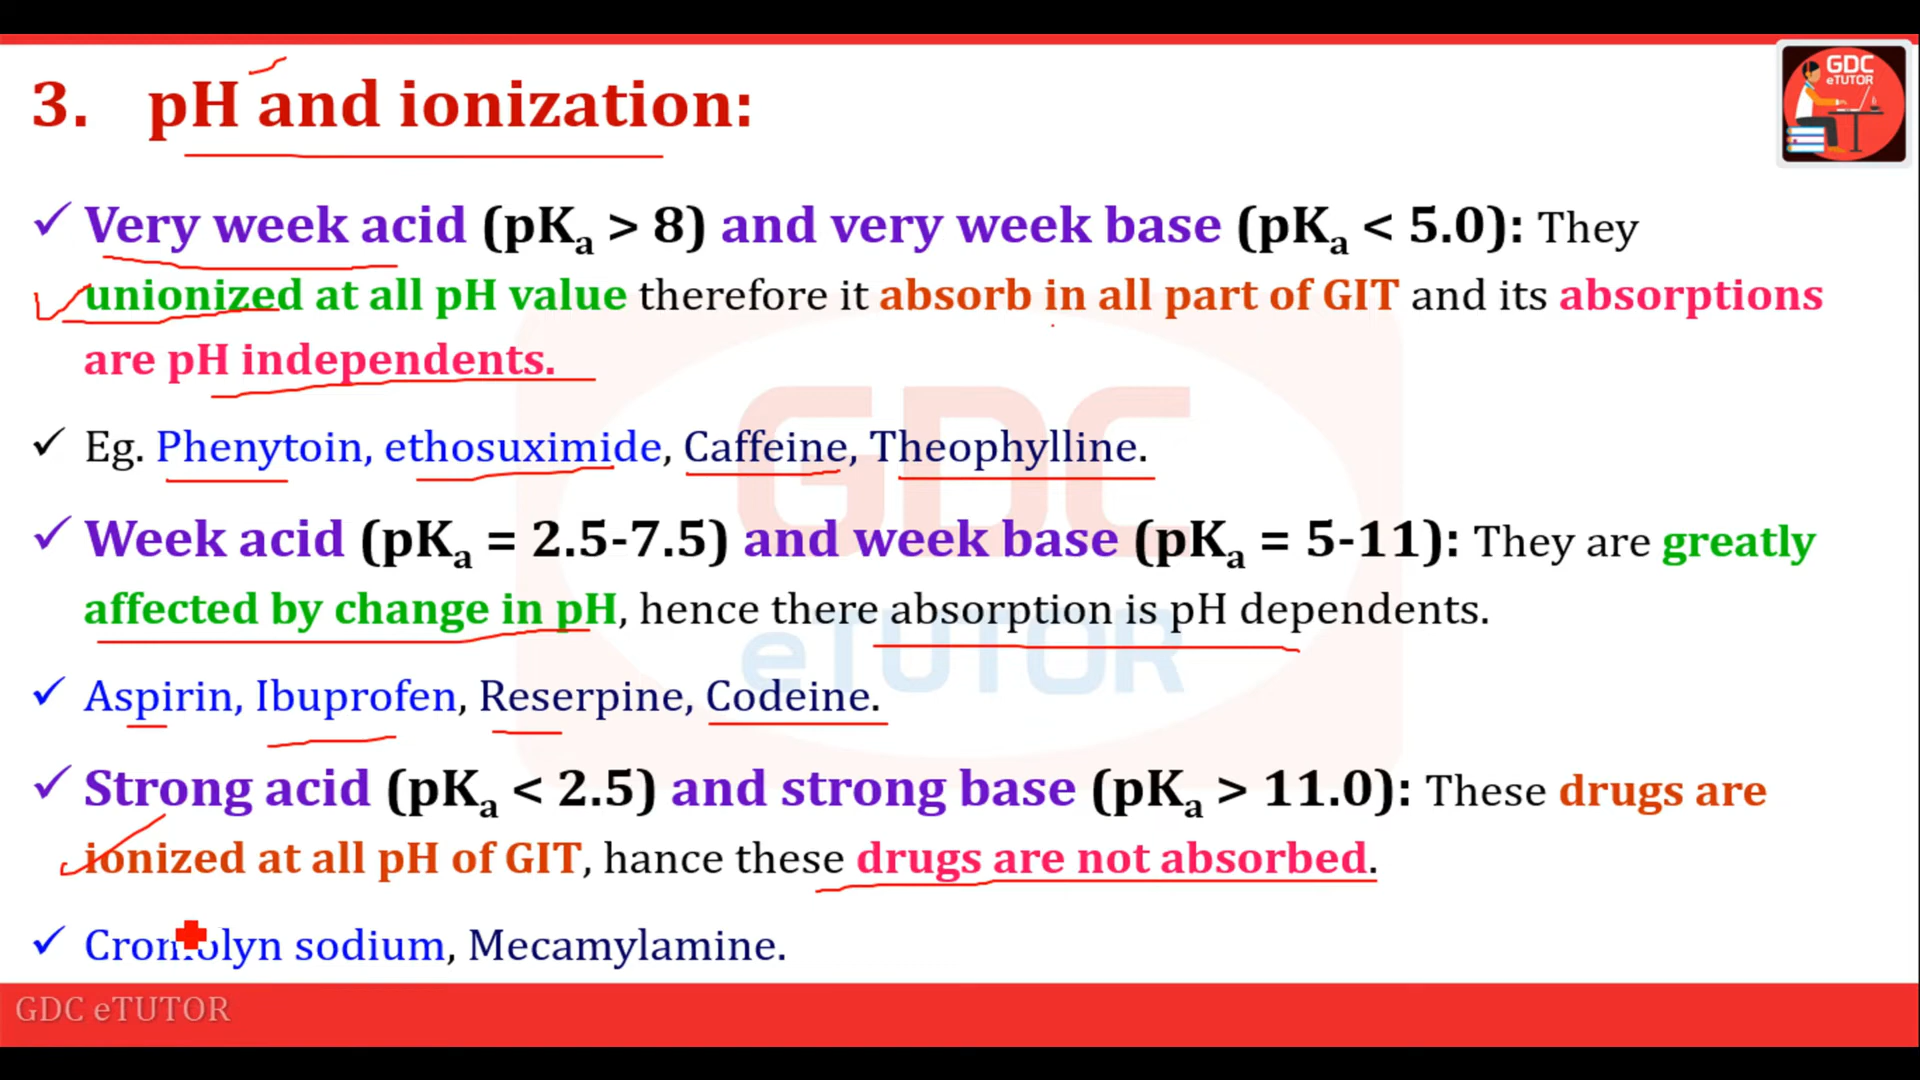 GDC
eTUTOR
3. pH and ionization:
✓ Very week acid (pKa > 8) and very week base (pKa < 5.0): They
unionized at all pH value therefore it absorb in all part of GIT and its absorptions
are pH independents.
✓ Eg. Phenytoin, ethosuximide, Caffeine, Theophylline.
✓ Week acid (pKa = 2.5-7.5) and week base (pKa = 5-11): They are greatly
affected by change in pH, hence there absorption is pH dependents.
✓ Aspirin, Ibuprofen, Reserpine, Codeine.
✓ Strong acid (pKa < 2.5) and strong base (pKa > 11.0): These drugs are
ionized at all pH of GIT, hance these drugs are not absorbed.
✓ Cromolyn sodium, Mecamylamine.
GDC
eTUTOR
GDC eTUTOR